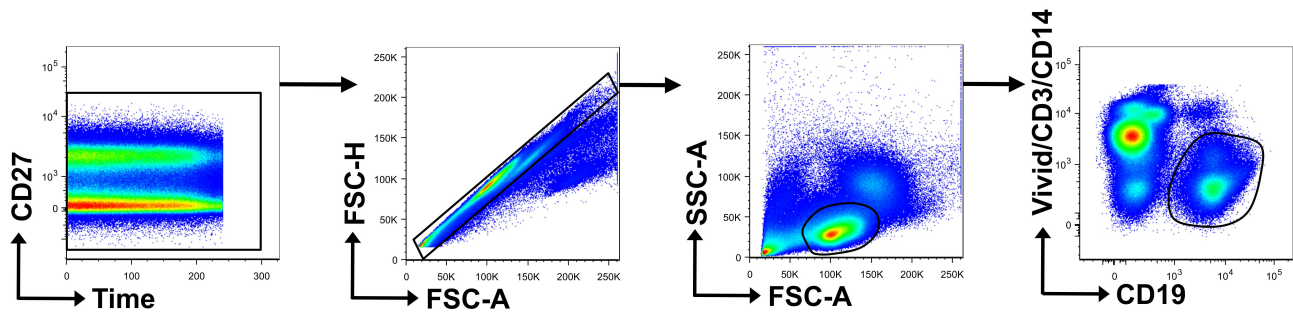 CD27
10^5
10^4
10^3
0
0 100 200 300
Time
FSC-H
250K
200K
150K
100K
50K
0
0 50K 100K 150K 200K 250K
FSC-A
SSC-A
250K
200K
150K
100K
50K
0
0 50K 100K 150K 200K 250K
FSC-A
Vivid/CD3/CD14
10^5
10^4
10^3
0
0 10^3 10^4 10^5
CD19